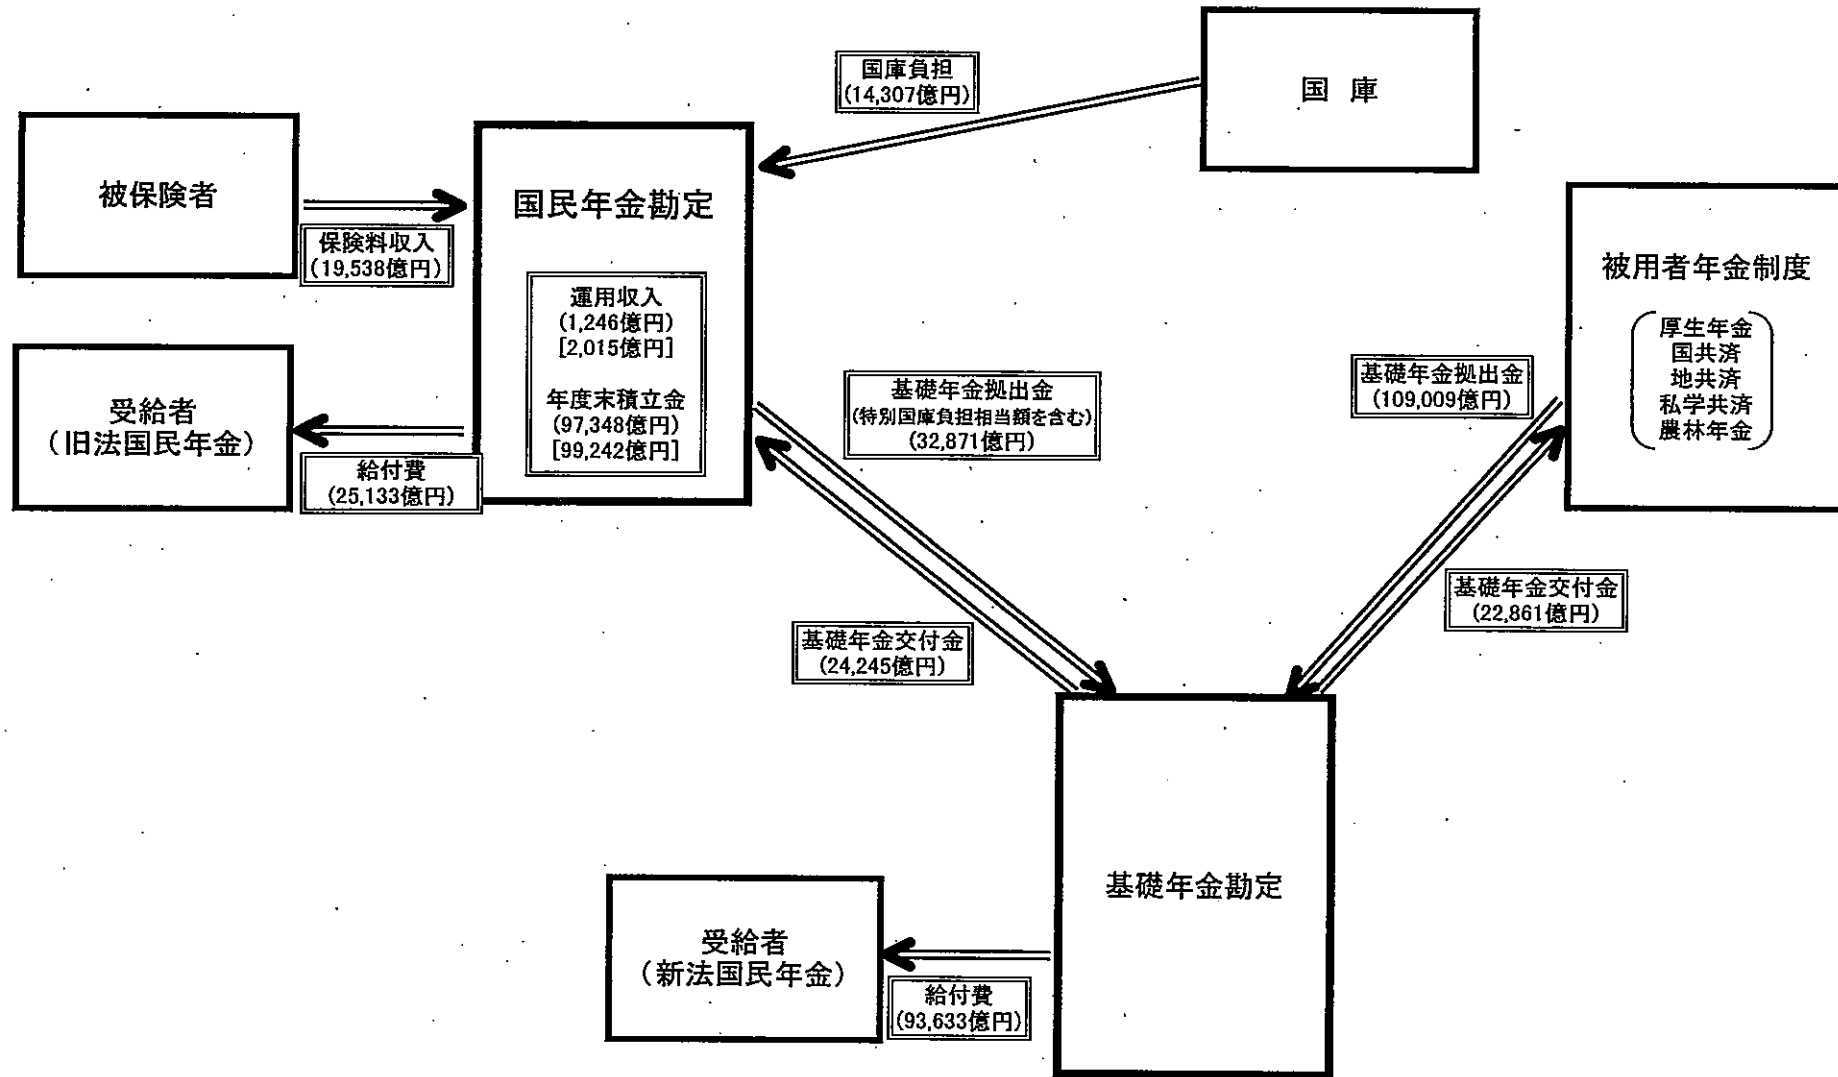 国庫負担
(14,307億円)
国 庫
被保険者
保険料収入
(19,538億円)
国民年金勘定
運用収入
(1,246億円)
[2,015億円]
年度末積立金
(97,348億円)
[99,242億円]
受給者
(旧法国民年金)
給付費
(25,133億円)
基礎年金拠出金
(特別国庫負担相当額を含む)
(32,871億円)
基礎年金交付金
(24,245億円)
基礎年金拠出金
(109,009億円)
被用者年金制度
厚生年金
国共済
地共済
私学共済
農林年金
基礎年金交付金
(22,861億円)
基礎年金勘定
受給者
(新法国民年金)
給付費
(93,633億円)